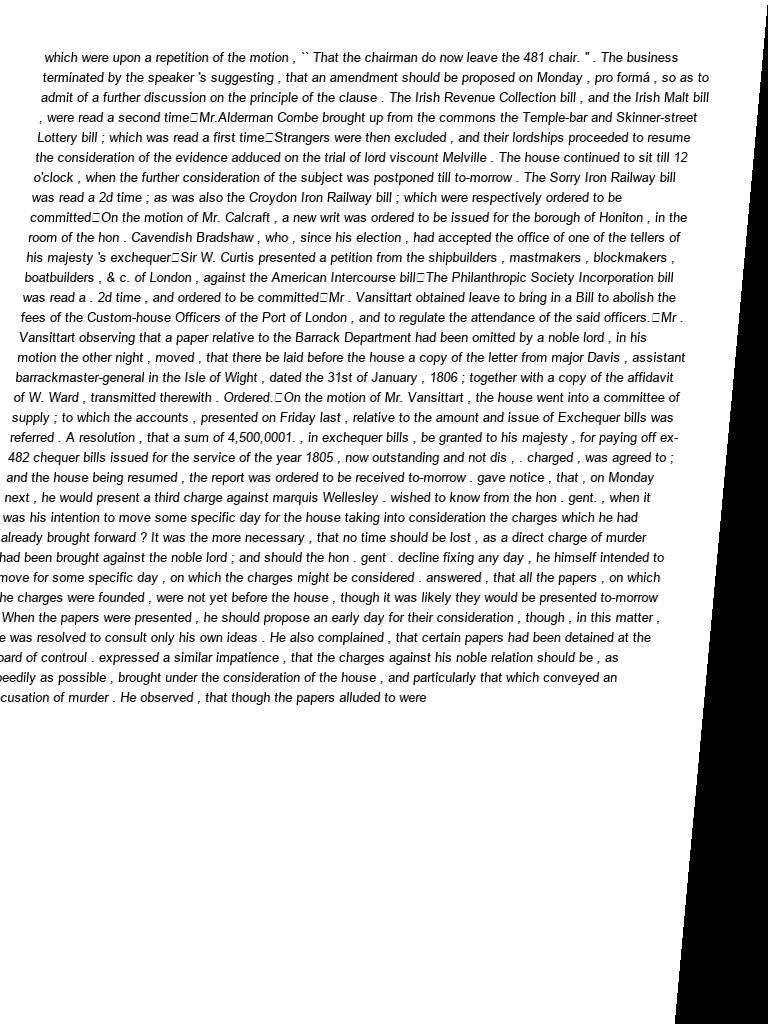 which were upon a repetition of the motion , `` That the chairman do now leave the 481 chair. " . The business
terminated by the speaker 's suggesting , that an amendment should be proposed on Monday , pro formá , so as to
admit of a further discussion on the principle of the clause . The Irish Revenue Collection bill , and the Irish Malt bill
, were read a second time□Mr.Alderman Combe brought up from the commons the Temple-bar and Skinner-street
Lottery bill ; which was read a first time□Strangers were then excluded , and their lordships proceeded to resume
the consideration of the evidence adduced on the trial of lord viscount Melville . The house continued to sit till 12
o'clock , when the further consideration of the subject was postponed till to-morrow . The Sorry Iron Railway bill
was read a 2d time ; as was also the Croydon Iron Railway bill ; which were respectively ordered to be
committed□On the motion of Mr. Calcraft , a new writ was ordered to be issued for the borough of Honiton , in the
room of the hon . Cavendish Bradshaw , who , since his election , had accepted the office of one of the tellers of
his majesty 's exchequer□Sir W. Curtis presented a petition from the shipbuilders , mastmakers , blockmakers ,
boatbuilders , & c. of London , against the American Intercourse bill□The Philanthropic Society Incorporation bill
was read a . 2d time , and ordered to be committed□Mr . Vansittart obtained leave to bring in a Bill to abolish the
fees of the Custom-house Officers of the Port of London , and to regulate the attendance of the said officers.□Mr .
Vansittart observing that a paper relative to the Barrack Department had been omitted by a noble lord , in his
motion the other night , moved , that there be laid before the house a copy of the letter from major Davis , assistant
barrackmaster-general in the Isle of Wight , dated the 31st of January , 1806 ; together with a copy of the affidavit
of W. Ward , transmitted therewith . Ordered.□On the motion of Mr. Vansittart , the house went into a committee of
supply ; to which the accounts , presented on Friday last , relative to the amount and issue of Exchequer bills was
referred . A resolution , that a sum of 4,500,0001. , in exchequer bills , be granted to his majesty , for paying off ex-
482 chequer bills issued for the service of the year 1805 , now outstanding and not dis , . charged , was agreed to ;
and the house being resumed , the report was ordered to be received to-morrow . gave notice , that , on Monday
next , he would present a third charge against marquis Wellesley . wished to know from the hon . gent. , when it
was his intention to move some specific day for the house taking into consideration the charges which he had
already brought forward ? It was the more necessary , that no time should be lost , as a direct charge of murder
had been brought against the noble lord ; and should the hon . gent . decline fixing any day , he himself intended to
move for some specific day , on which the charges might be considered . answered , that all the papers , on which
he charges were founded , were not yet before the house , though it was likely they would be presented to-morrow
When the papers were presented , he should propose an early day for their consideration , though , in this matter ,
e was resolved to consult only his own ideas . He also complained , that certain papers had been detained at the
oard of controul . expressed a similar impatience , that the charges against his noble relation should be , as
peedily as possible , brought under the consideration of the house , and particularly that which conveyed an
cusation of murder . He observed , that though the papers alluded to were